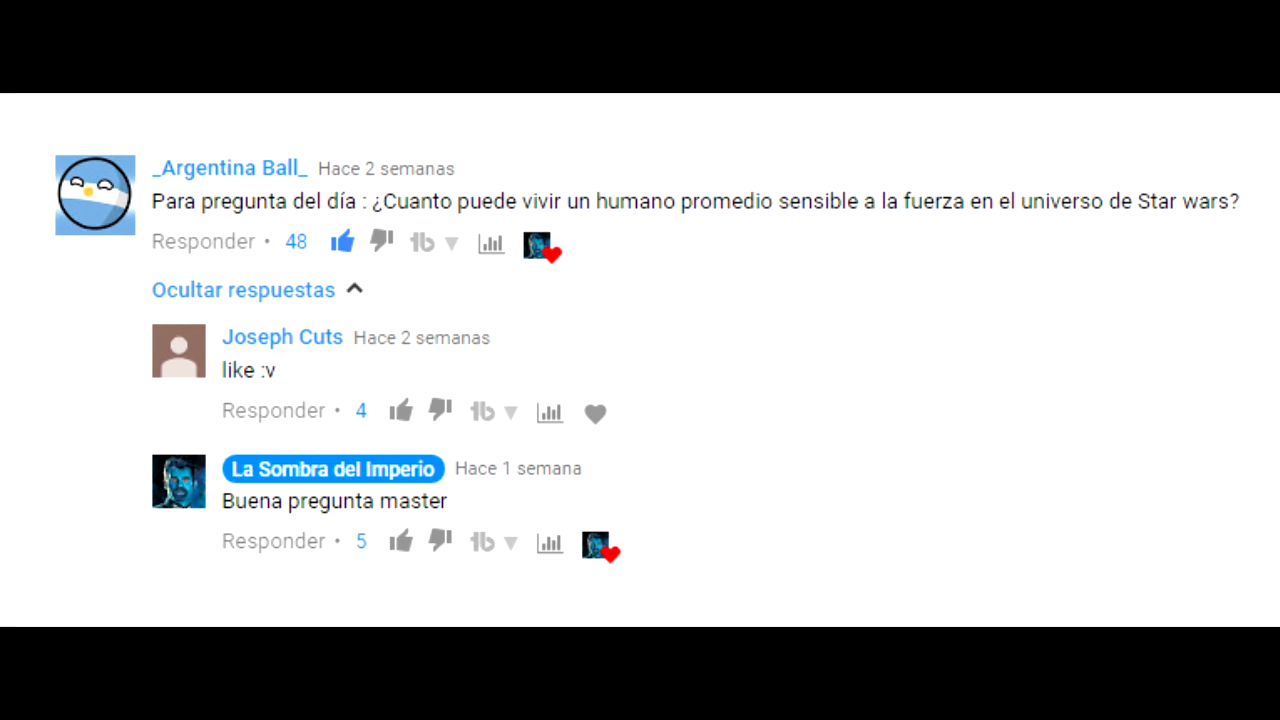 _Argentina Ball_ Hace 2 semanas
Para pregunta del día : ¿Cuanto puede vivir un humano promedio sensible a la fuerza en el universo de Star wars?
Responder • 48
Ocultar respuestas
Joseph Cuts Hace 2 semanas
like :v
Responder • 4
La Sombra del Imperio Hace 1 semana
Buena pregunta master
Responder • 5